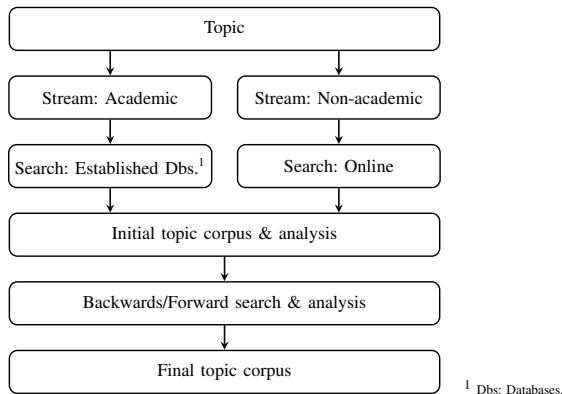 Topic
Stream: Academic
Stream: Non-academic
Search: Established Dbs.¹
Search: Online
Initial topic corpus & analysis
Backwards/Forward search & analysis
Final topic corpus
¹ Dbs: Databases.